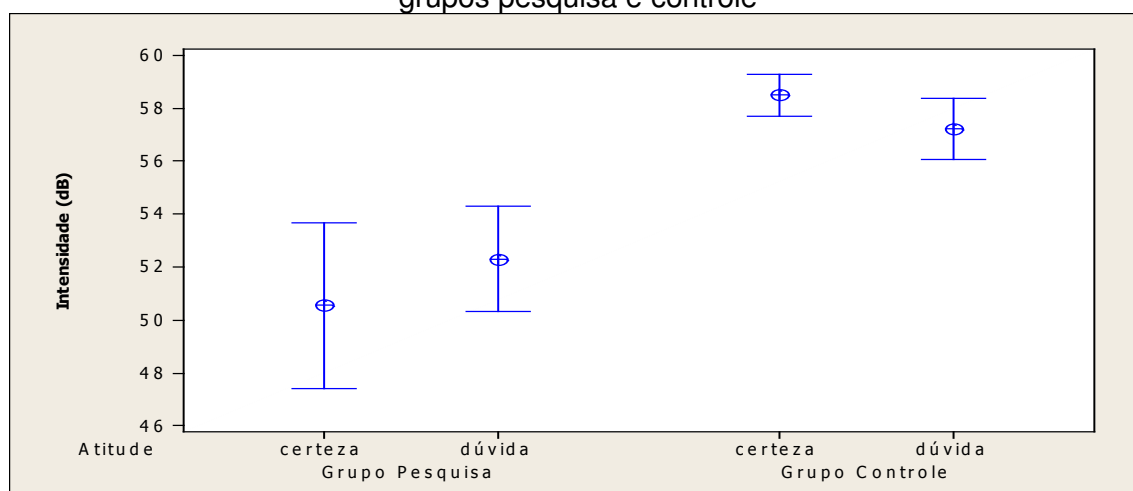 grupos pesquisa e controle
60
58
56
54
52
50
48
46
Intensidade (dB)
Atitude certeza dúvida certeza dúvida
Grupo Pesquisa Grupo Controle